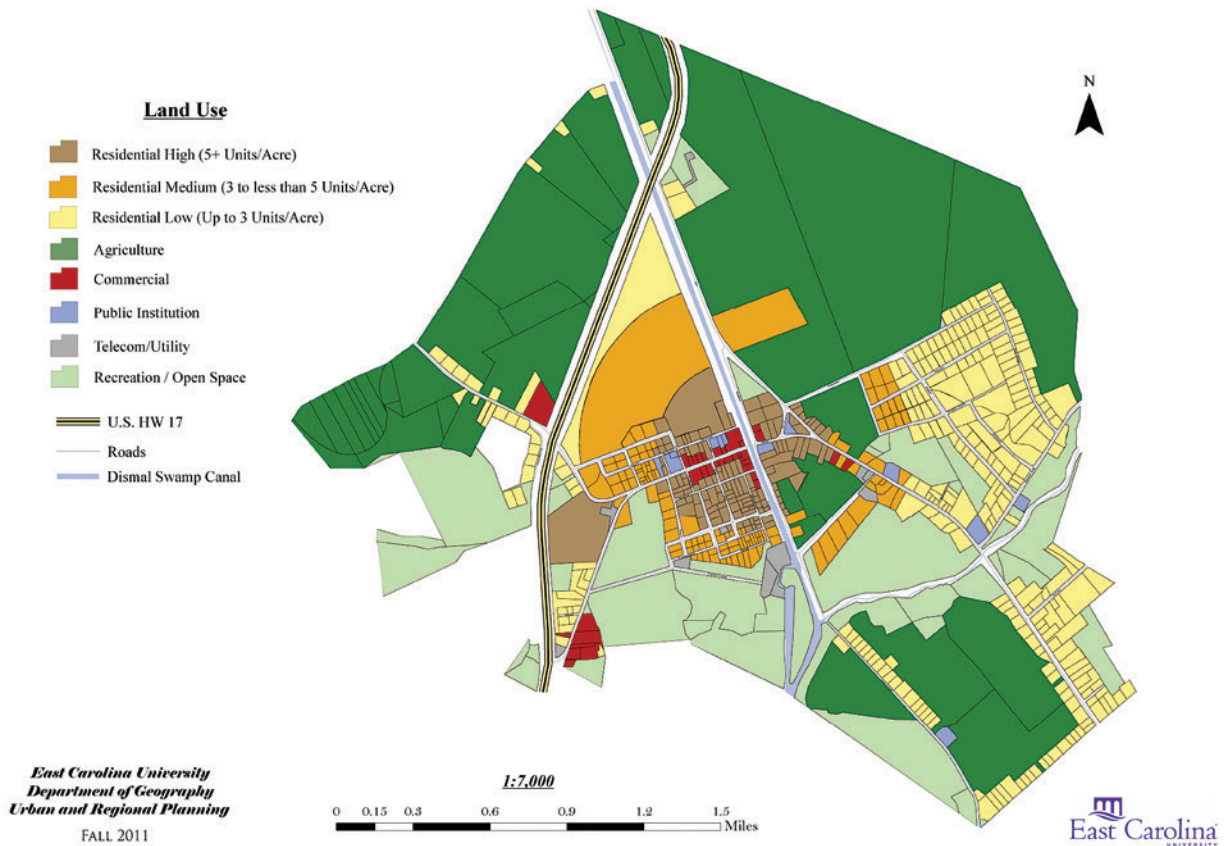 N
Land Use
Residential High (5+ Units/Acre)
Residential Medium (3 to less than 5 Units/Acre)
Residential Low (Up to 3 Units/Acre)
Agriculture
Commercial
Public Institution
Telecom/Utility
Recreation / Open Space
U.S. HW 17
Roads
Dismal Swamp Canal
East Carolina University
Department of Geography
Urban and Regional Planning
FALL 2011
1:7,000
0 0.15 0.3 0.6 0.9 1.2 1.5
Miles
East Carolina
UNIVERSITY